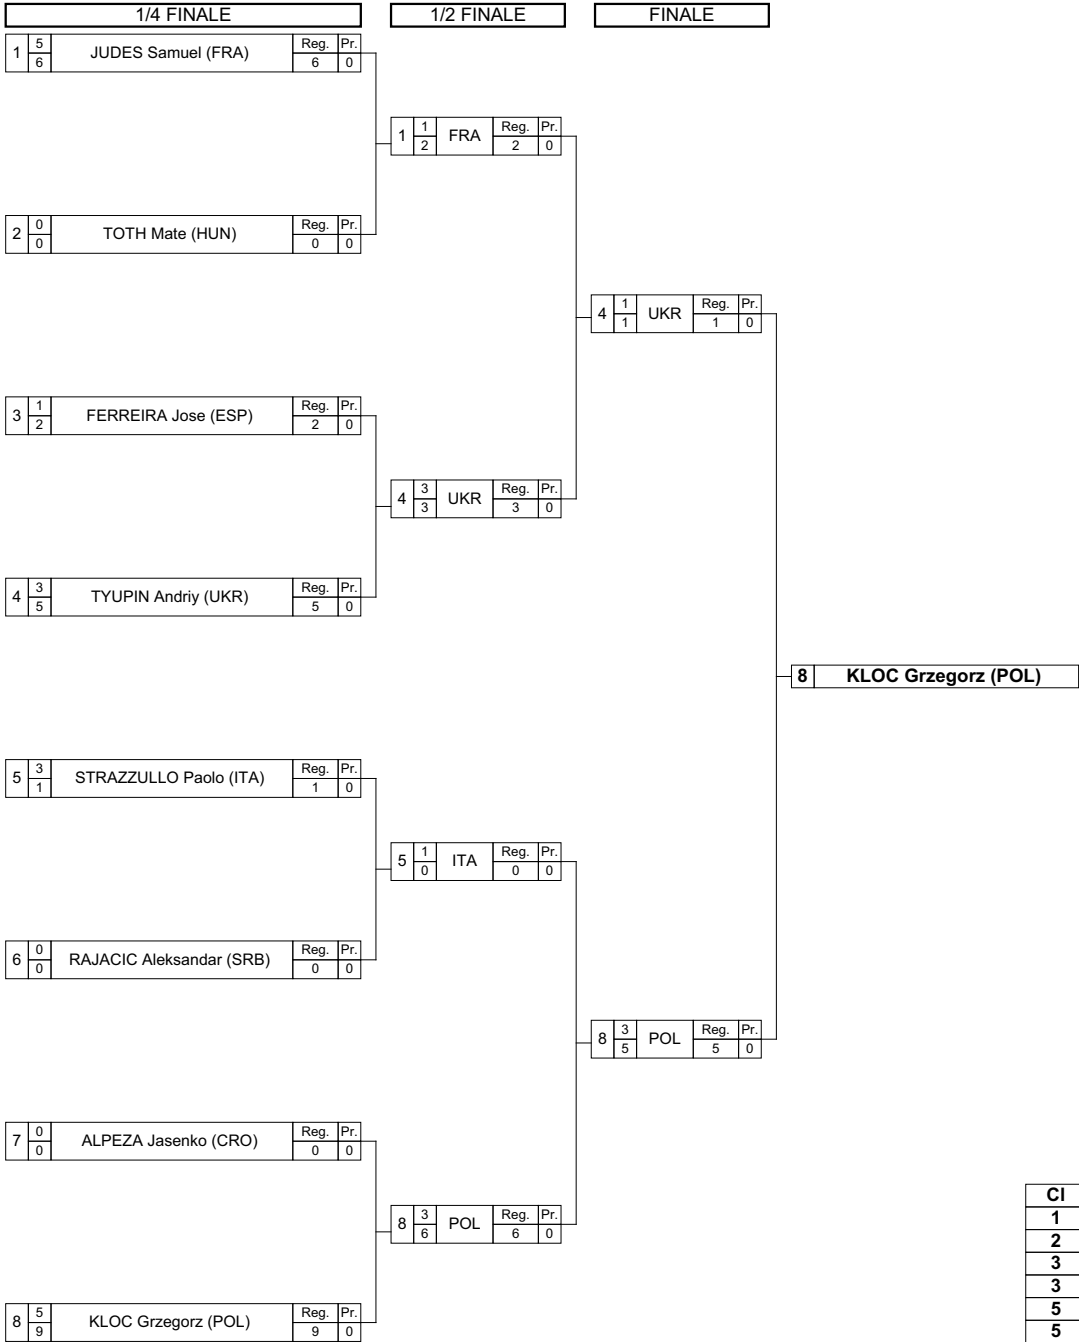 1/4 FINALE 1/2 FINALE FINALE
1 5 6 JUDES Samuel (FRA) Reg. Pr. 6 0
1 1 2 FRA Reg. Pr. 2 0
2 0 0 TOTH Mate (HUN) Reg. Pr. 0 0
4 1 1 UKR Reg. Pr. 1 0
3 1 2 FERREIRA Jose (ESP) Reg. Pr. 2 0
4 3 3 UKR Reg. Pr. 3 0
4 3 5 TYUPIN Andriy (UKR) Reg. Pr. 5 0
8 KLOC Grzegorz (POL)
5 3 1 STRAZZULLO Paolo (ITA) Reg. Pr. 1 0
5 1 0 ITA Reg. Pr. 0 0
6 0 0 RAJACIC Aleksandar (SRB) Reg. Pr. 0 0
8 3 5 POL Reg. Pr. 5 0
7 0 0 ALPEZA Jasenko (CRO) Reg. Pr. 0 0
8 3 6 POL Reg. Pr. 6 0
8 5 9 KLOC Grzegorz (POL) Reg. Pr. 9 0
Cl
1
2
3
3
5
5